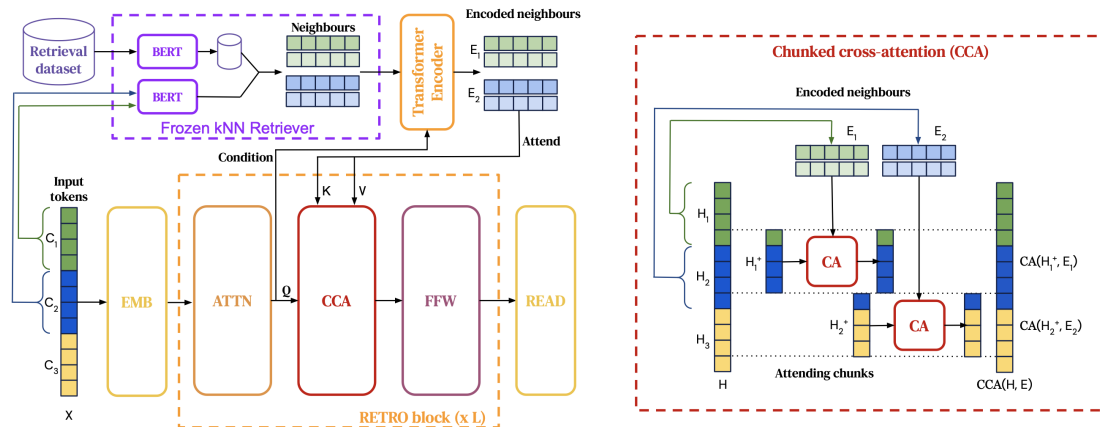 Retrieval
dataset
BERT
BERT
Neighbours
Frozen kNN Retriever
Transformer
Encoder
Encoded neighbours
E
E2
Condition
Attend
K
V
Input
tokens
C1
C2
C3
X
EMB
ATTN
Q
CCA
FFW
READ
RETRO block (x L)
Chunked cross-attention (CCA)
Encoded neighbours
E1
E2
H1
H2
H3
H
H1+
CA
H2+
CA
Attending chunks
CA(H1+, E1)
CA(H2+, E2)
CCA(H, E)